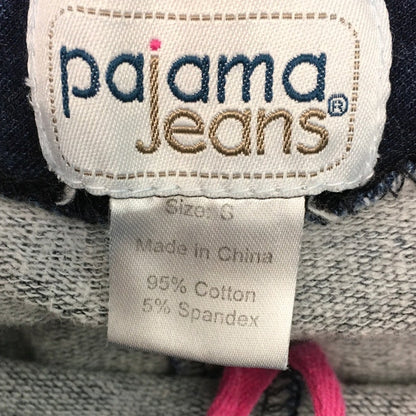 pajama
jeans®
Size: S
Made in China
95% Cotton
5% Spandex